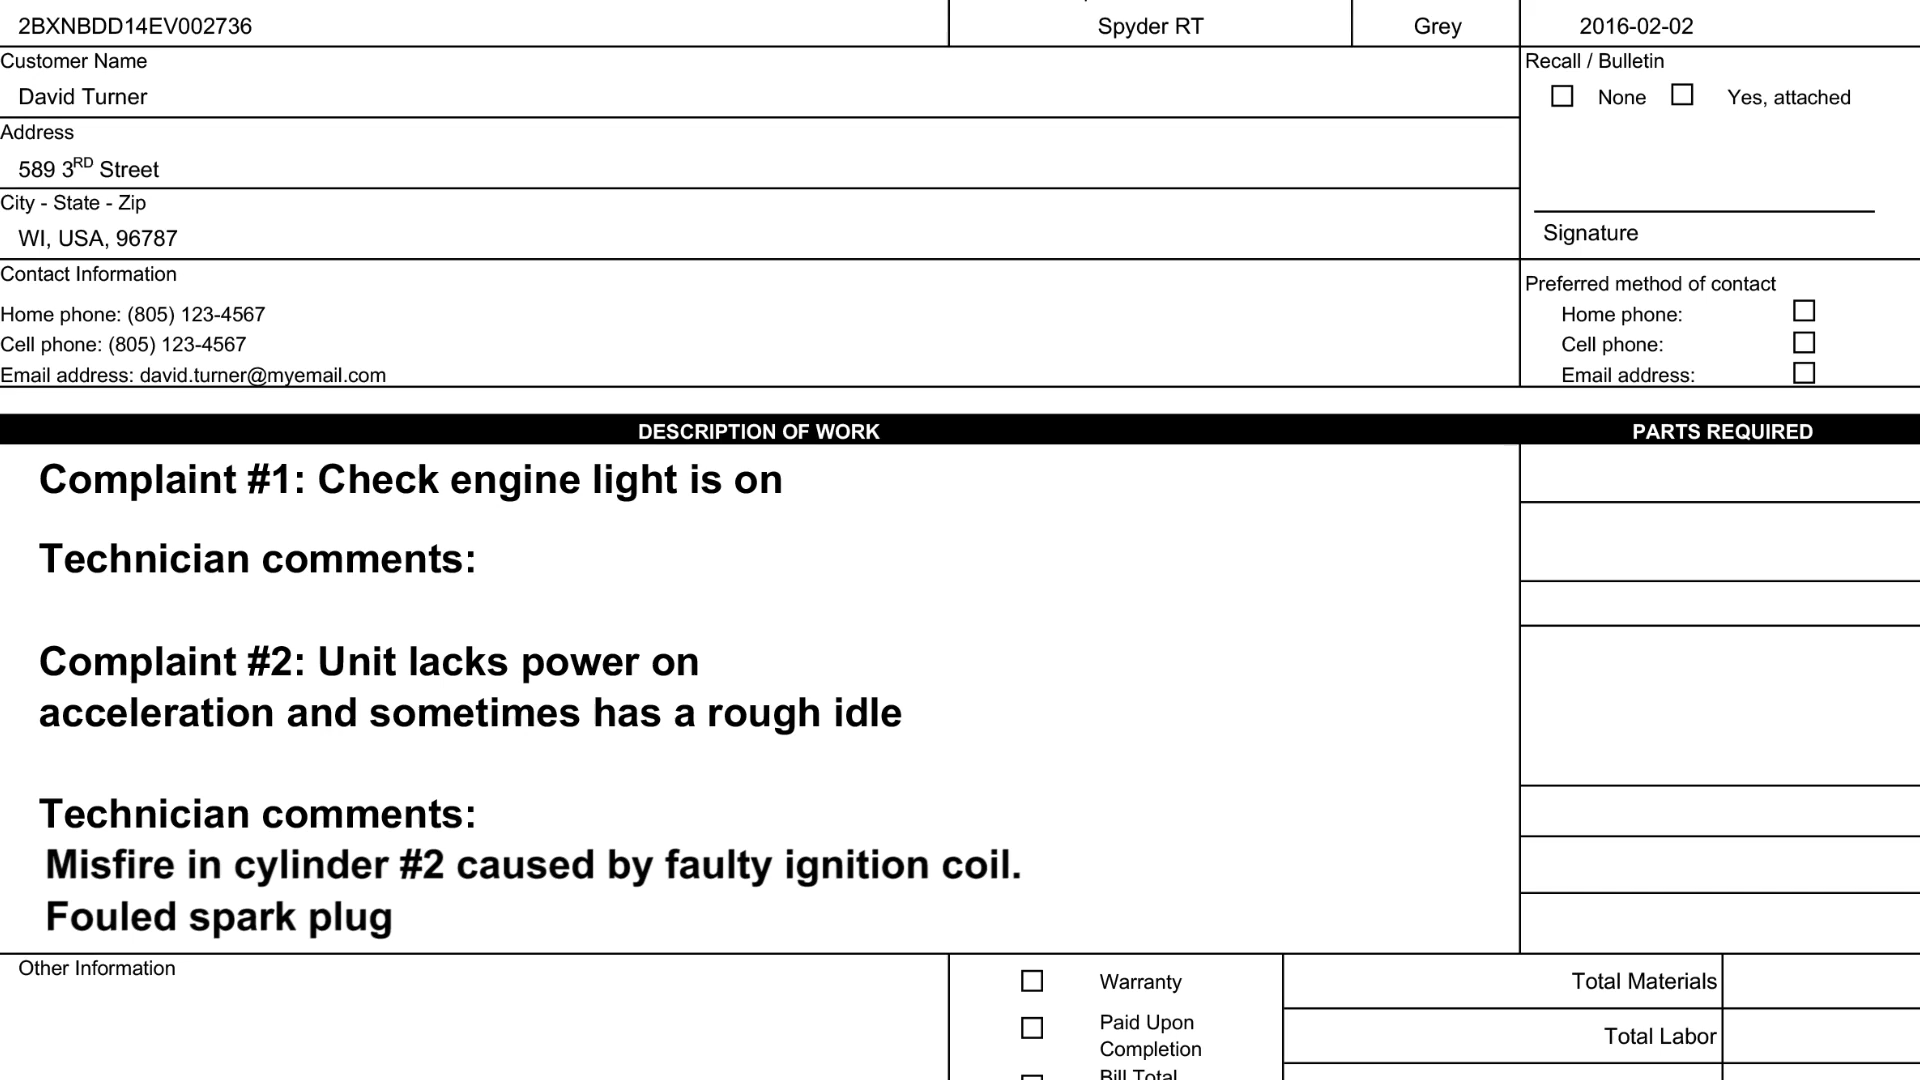 2BXNBDD14EV002736 Spyder RT Grey 2016-02-02
Customer Name
David Turner
Recall / Bulletin
None Yes, attached
Address
589 3RD Street
City - State - Zip
WI, USA, 96787
Signature
Contact Information
Home phone: (805) 123-4567
Cell phone: (805) 123-4567
Email address: david.turner@myemail.com
Preferred method of contact
Home phone:
Cell phone:
Email address:
DESCRIPTION OF WORK PARTS REQUIRED
Complaint #1: Check engine light is on
Technician comments:
Complaint #2: Unit lacks power on
acceleration and sometimes has a rough idle
Technician comments:
Misfire in cylinder #2 caused by faulty ignition coil.
Fouled spark plug
Other Information
Warranty
Paid Upon
Completion
Bill Total
Total Materials
Total Labor